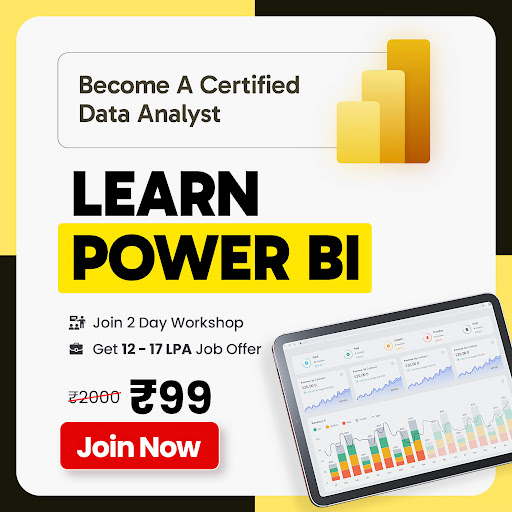 Become A Certified
Data Analyst
LEARN
POWER BI
Join 2 Day Workshop
Get 12 - 17 LPA Job Offer
₹2000 ₹99
Join Now